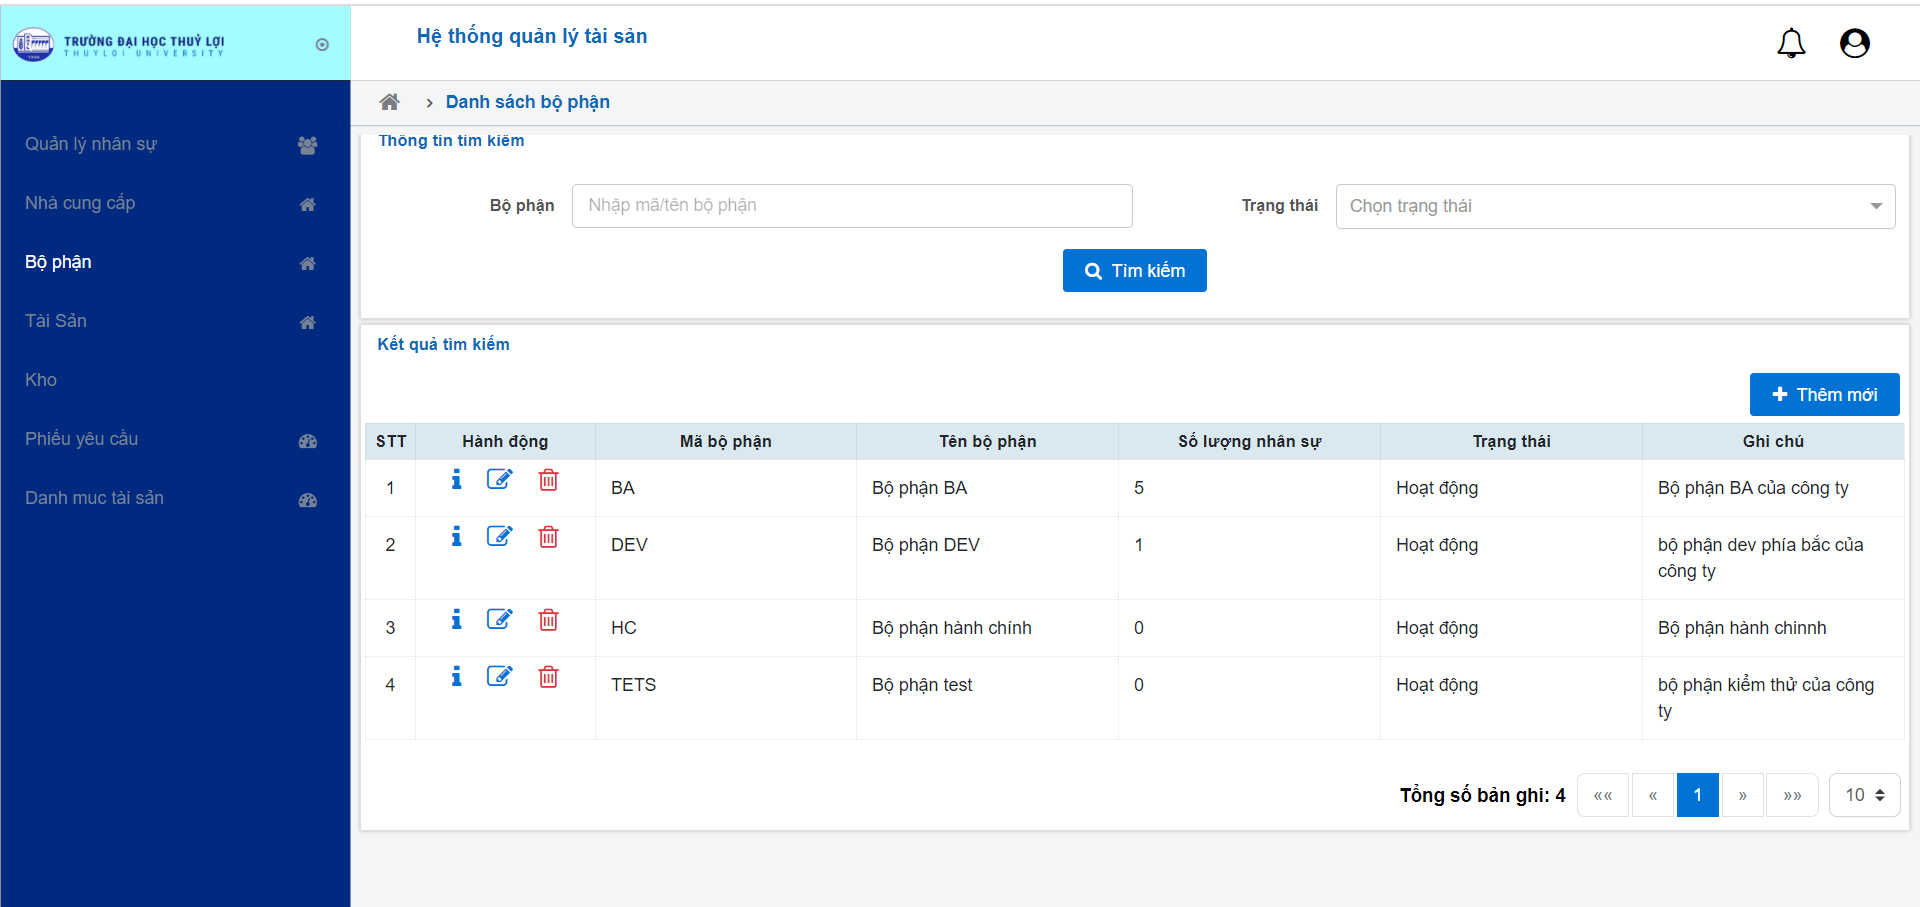 TRƯỜNG ĐẠI HỌC THUỶ LỢI
THUYLOI UNIVERSITY
Hệ thống quản lý tài sản
Danh sách bộ phận
Quản lý nhân sự
Nhà cung cấp
Bộ phận
Tài Sản
Kho
Phiếu yêu cầu
Danh muc tài sản
Thông tin tìm kiếm
Bộ phận
Nhập mã/tên bộ phận
Trạng thái
Chọn trạng thái
Tìm kiếm
Kết quả tìm kiếm
Thêm mới
STT Hành động Mã bộ phận Tên bộ phận Số lượng nhân sự Trạng thái Ghi chú
1 BA Bộ phận BA 5 Hoạt động Bộ phận BA của công ty
2 DEV Bộ phận DEV 1 Hoạt động bộ phận dev phía bắc của
công ty
3 HC Bộ phận hành chính 0 Hoạt động Bộ phận hành chinnh
4 TETS Bộ phận test 0 Hoạt động bộ phận kiểm thử của công
ty
Tổng số bản ghi: 4 «« « 1 » »» 10